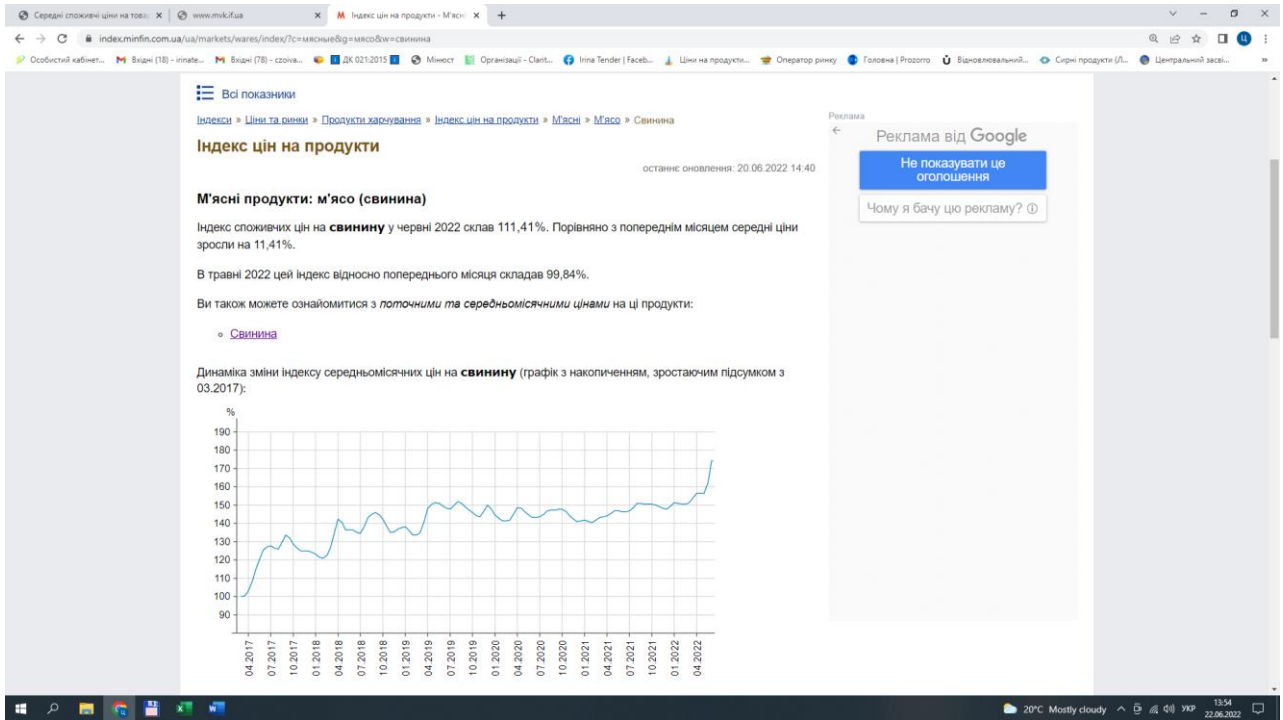 Середні спожив­чі ціни на това
www.mvk.if.ua
Індекс цін на продукти - М'ясн
index.minfin.com.ua/ua/markets/wares/index/?c=мясные&g=мясо&w=свинина
Особистий кабінет... Вхідні (18) - irinate... Вхідні (78) - czoiva... ДК 021:2015 Мінюст Організації - Clarit... Irina Tender | Faceb... Ціни на продукти... Оператор ринку Головна | Prozorro Відновлювальний... Сирні продукти (Л... Центральний засві... »
Всі показники
Індекси » Ціни та ринки » Продукти харчування » Індекс цін на продукти » М'ясні » М'ясо » Свинина
Індекс цін на продукти
останнє оновлення: 20.06.2022 14:40
М'ясні продукти: м'ясо (свинина)
Індекс споживчих цін на свинину у червні 2022 склав 111,41%. Порівняно з попереднім місяцем середні ціни
зросли на 11,41%.
В травні 2022 цей індекс відносно попереднього місяця складав 99,84%.
Ви також можете ознайомитися з поточними та середньомісячними цінами на ці продукти:
Свинина
Динаміка зміни індексу середньомісячних цін на свинину (графік з накопиченням, зростаючим підсумком з
03.2017):
%
190
180
170
160
150
140
130
120
110
100
90
04.2017
07.2017
10.2017
01.2018
04.2018
07.2018
10.2018
01.2019
04.2019
07.2019
10.2019
01.2020
04.2020
07.2020
10.2020
01.2021
04.2021
07.2021
10.2021
01.2022
04.2022
Реклама
Реклама від Google
Не показувати це
оголошення
Чому я бачу цю рекламу?
20°C Mostly cloudy
УКР
13:54
22.06.2022